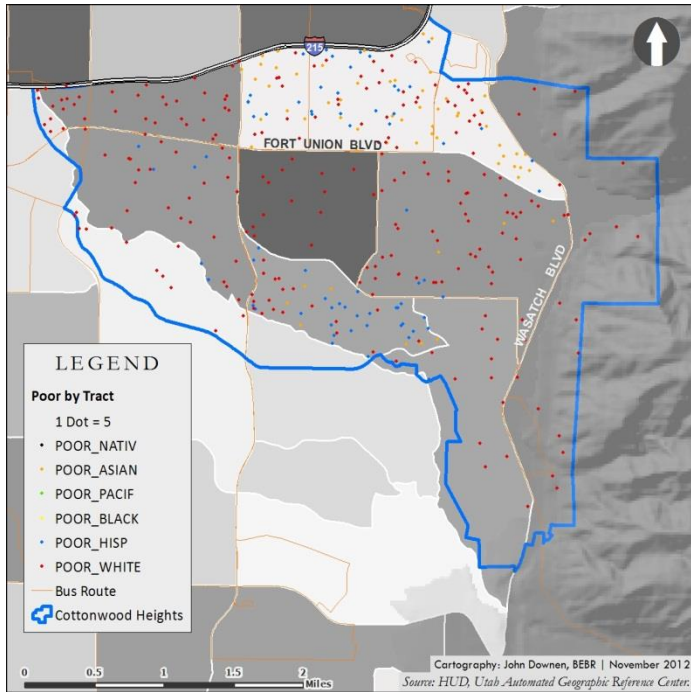 215
FORT UNION BLVD
WASATCH BLVD
LEGEND
Poor by Tract
1 Dot = 5
POOR_NATIV
POOR_ASIAN
POOR_PACIF
POOR_BLACK
POOR_HISP
POOR_WHITE
Bus Route
Cottonwood Heights
0 0.5 1 1.5 2
Miles
Cartography: John Downen, BEBR | November 2012
Source: HUD, Utah Automated Geographic Reference Center.